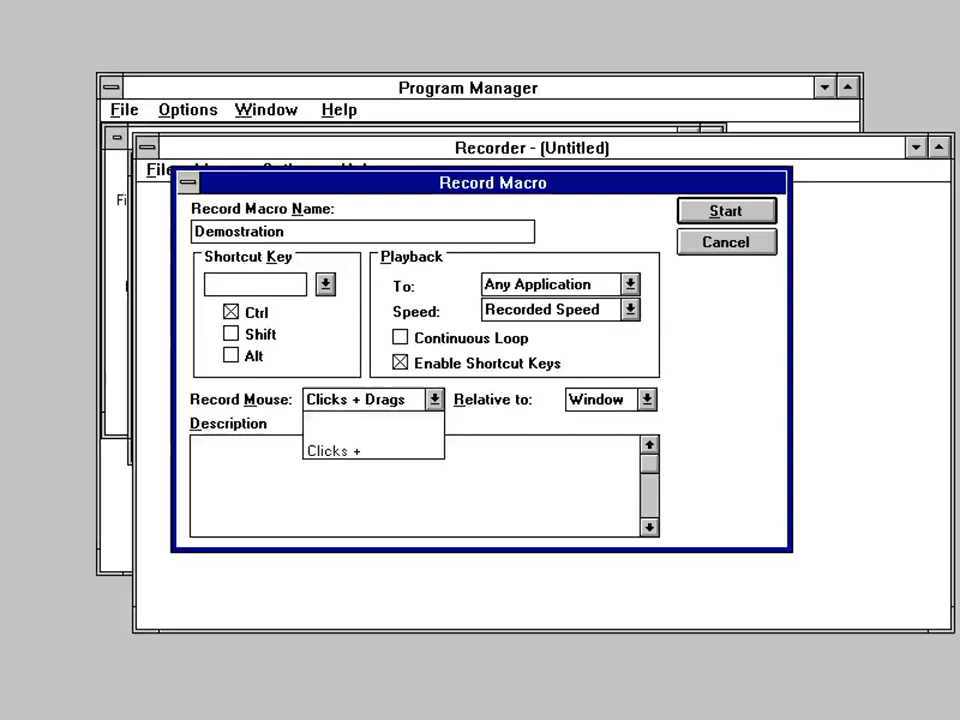 Program Manager
File Options Window Help
Recorder - (Untitled)
File
Record Macro
Fi
Record Macro Name:
Demostration
Start
Cancel
Shortcut Key
Ctrl
Shift
Alt
Playback
To: Any Application
Speed: Recorded Speed
Continuous Loop
Enable Shortcut Keys
Record Mouse: Clicks + Drags Relative to: Window
Description
Clicks +